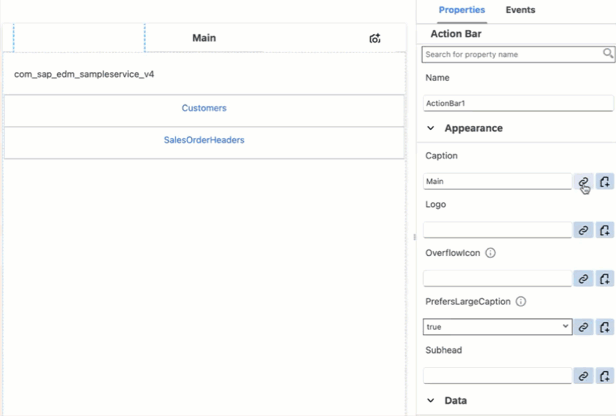 Main
com_sap_edm_sampleservice_v4
Customers
SalesOrderHeaders
Properties Events
Action Bar
Search for property name
Name
ActionBar1
Appearance
Caption
Main
Logo
OverflowIcon
PrefersLargeCaption
true
Subhead
Data